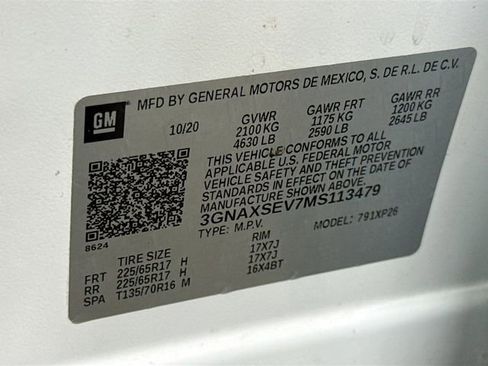 MFD BY GENERAL MOTORS DE MEXICO, S. DE R.L. DE C.V.
GM
10/20 GVWR GAWR FRT GAWR RR
2100 KG 1175 KG 1200 KG
4630 LB 2590 LB 2645 LB
THIS VEHICLE CONFORMS TO ALL
APPLICABLE U.S. FEDERAL MOTOR
VEHICLE SAFETY AND THEFT PREVENTION
STANDARDS IN EFFECT ON THE DATE OF
MANUFACTURE SHOWN ABOVE.
3GNAXSEV7MS113479
8624
TYPE: M.P.V. MODEL: 791XP26
TIRE SIZE RIM
FRT 225/65R17 H 17X7J
RR 225/65R17 H 17X7J
SPA T135/70R16 M 16X4BT